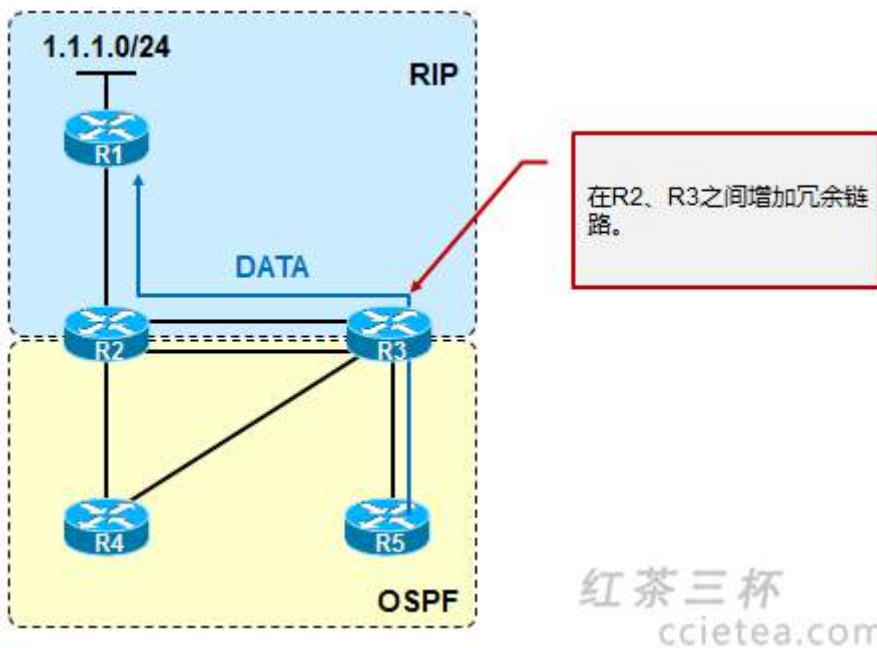 1.1.1.0/24
RIP
R1
在R2、R3之间增加冗余链
路。
DATA
R2
R3
R4
R5
OSPF
红茶三杯
ccietea.com